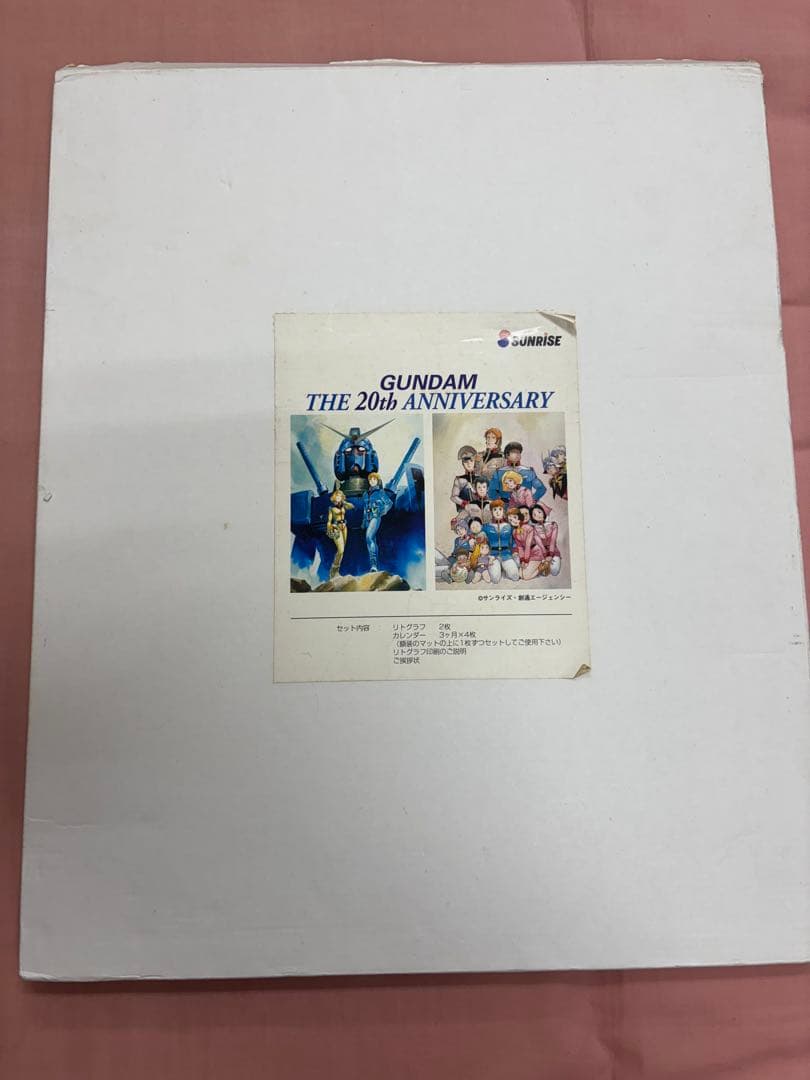 SUNRISE
GUNDAM
THE 20th ANNIVERSARY
©サンライズ・創通エージェンシー
セット内容 リトグラフ 2枚
カレンダー 3ヶ月×4枚
(額装のマットの上に1枚ずつセットしてご使用下さい)
リトグラフ印刷のご説明
ご挨拶状